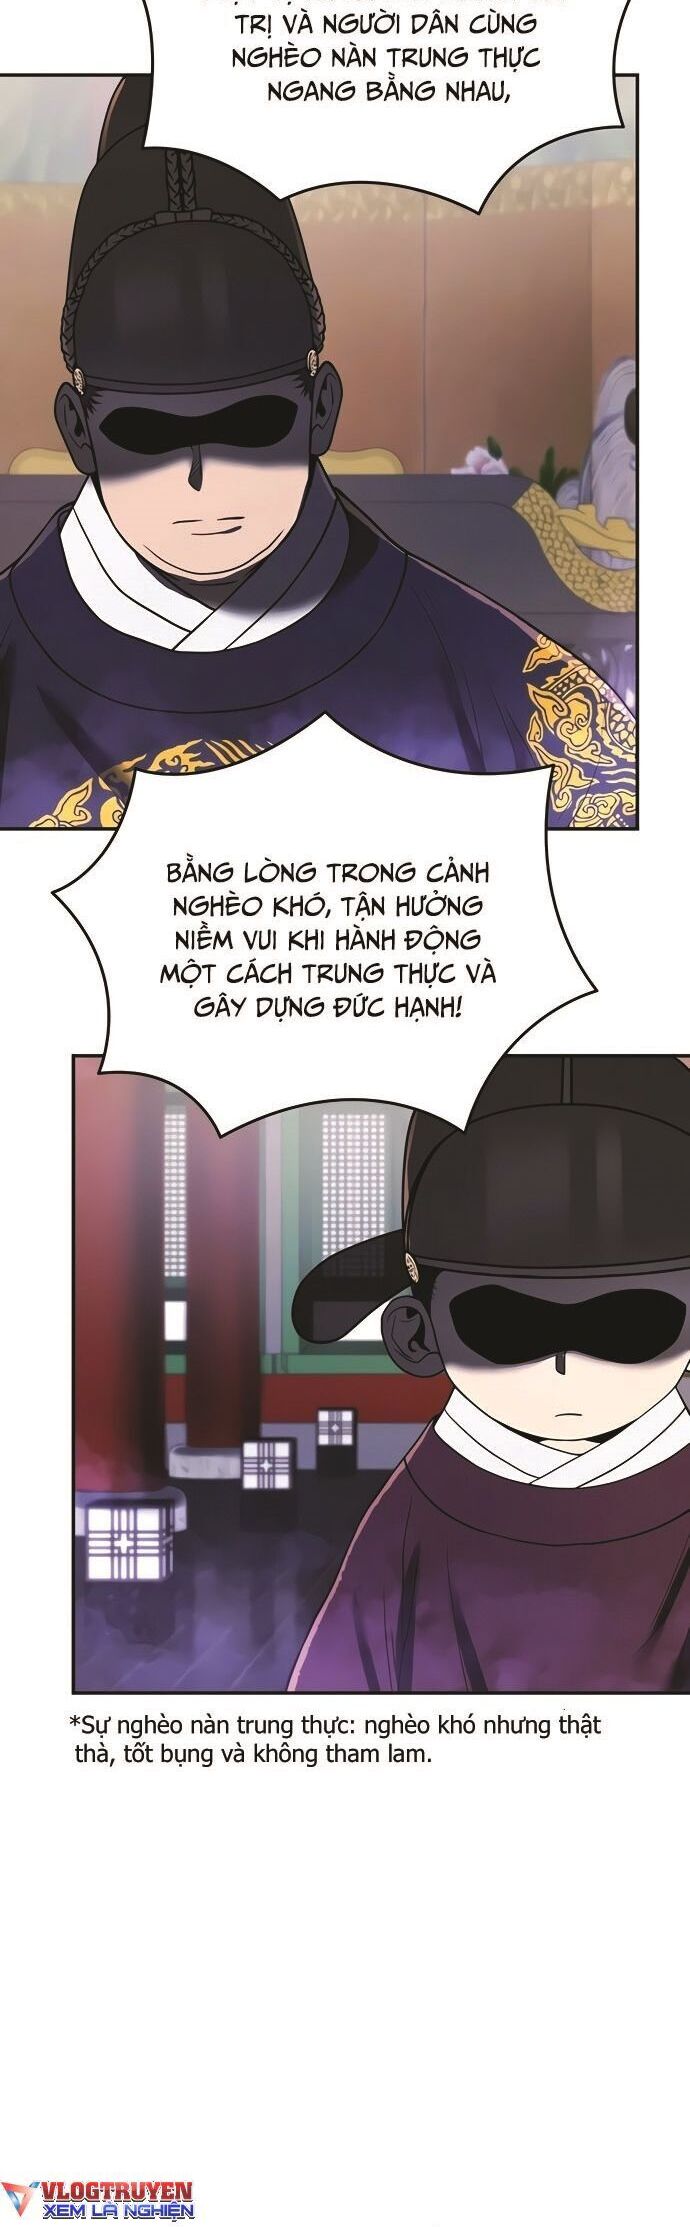 TRỊ VÀ NGƯỜI DÂN CÙNG
NGHÈO NÀN TRUNG THỰC
NGANG BẰNG NHAU,
BẰNG LÒNG TRONG CẢNH
NGHÈO KHÓ, TẬN HƯỞNG
NIỀM VUI KHI HÀNH ĐỘNG
MỘT CÁCH TRUNG THỰC VÀ
GÂY DỰNG ĐỨC HẠNH!
*Sự nghèo nàn trung thực: nghèo khó nhưng thật
thà, tốt bụng và không tham lam.
VLOGTRUYEN
XEM LÀ NGHIỆN